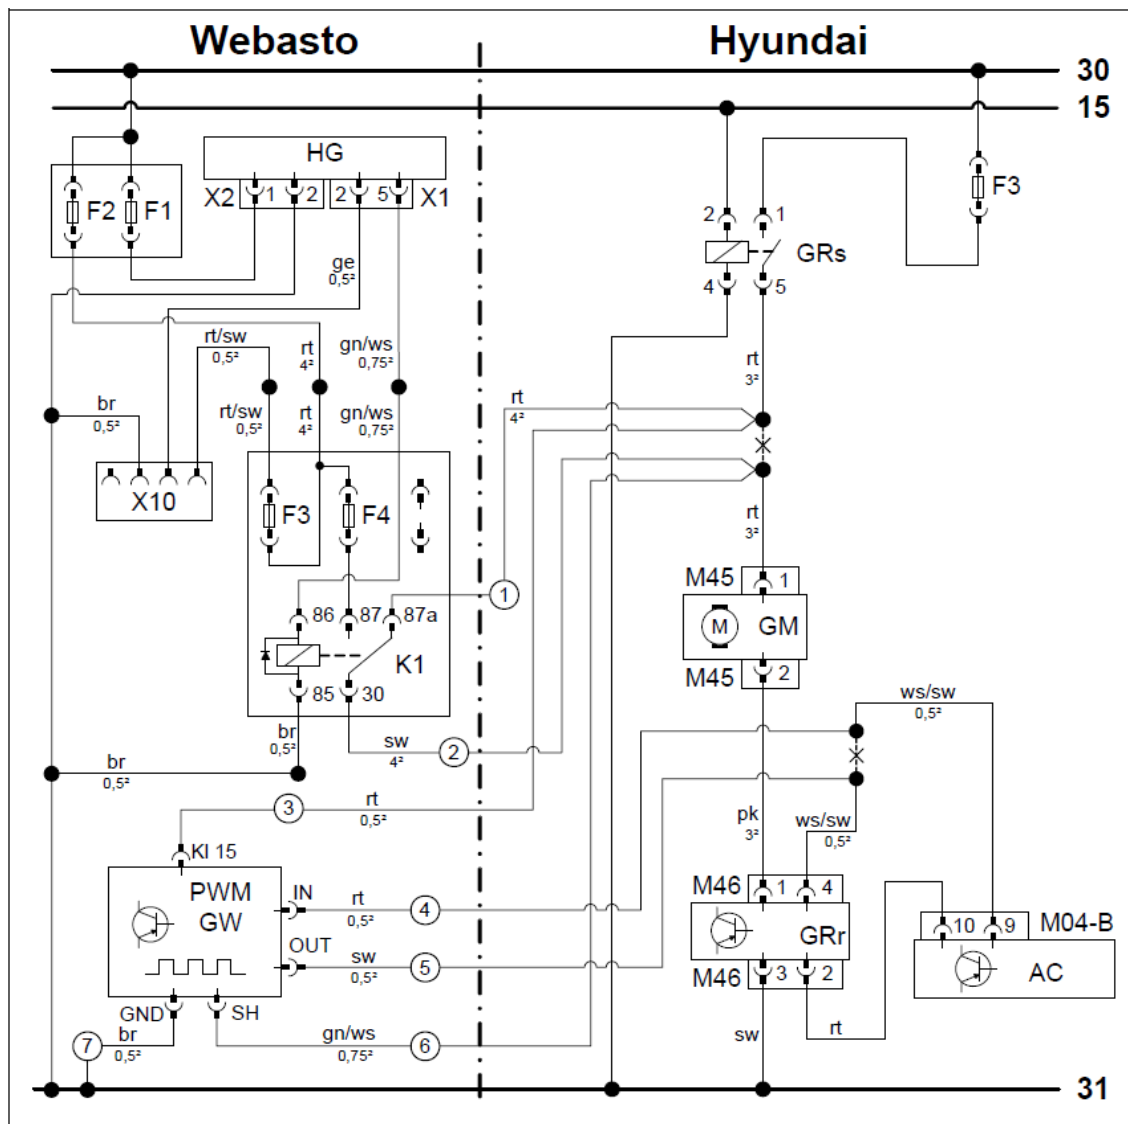 Webasto Hyundai
30
15
HG
X2 1 2 2 5 X1
F2 F1
F3
2 1
GRs
4 5
ge
0,5²
rt/sw
0,5²
rt
4²
gn/ws
0,75²
rt
3²
br
0,5²
rt/sw
0,5²
rt
4²
gn/ws
0,75²
rt
4²
X10
F3 F4
rt
3²
M45 1
1
86 87 87a
M GM
K1
M45 2
85 30
br
0,5²
sw
4²
2
ws/sw
0,5²
br
0,5²
3 rt
0,5²
pk
3²
ws/sw
0,5²
Kl 15
PWM
GW
IN
rt
0,5²
4
M46 1 4
GRr
10 9 M04-B
OUT
sw
0,5²
5
M46 3 2
AC
GND SH
br
0,5²
7
gn/ws
0,75²
6
sw
rt
31